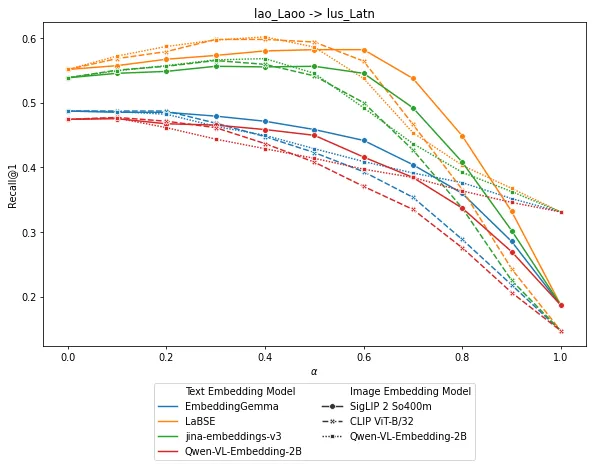 lao_Laoo -> lus_Latn
Recall@1
0.6
0.5
0.4
0.3
0.2
0.0 0.2 0.4 0.6 0.8 1.0
α
Text Embedding Model Image Embedding Model
EmbeddingGemma SigLIP 2 So400m
LaBSE CLIP ViT-B/32
jina-embeddings-v3 Qwen-VL-Embedding-2B
Qwen-VL-Embedding-2B